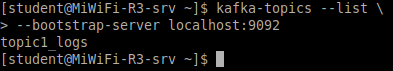 [student@MiWiFi-R3-srv ~]$ kafka-topics --list \
> --bootstrap-server localhost:9092
topic1_logs
[student@MiWiFi-R3-srv ~]$